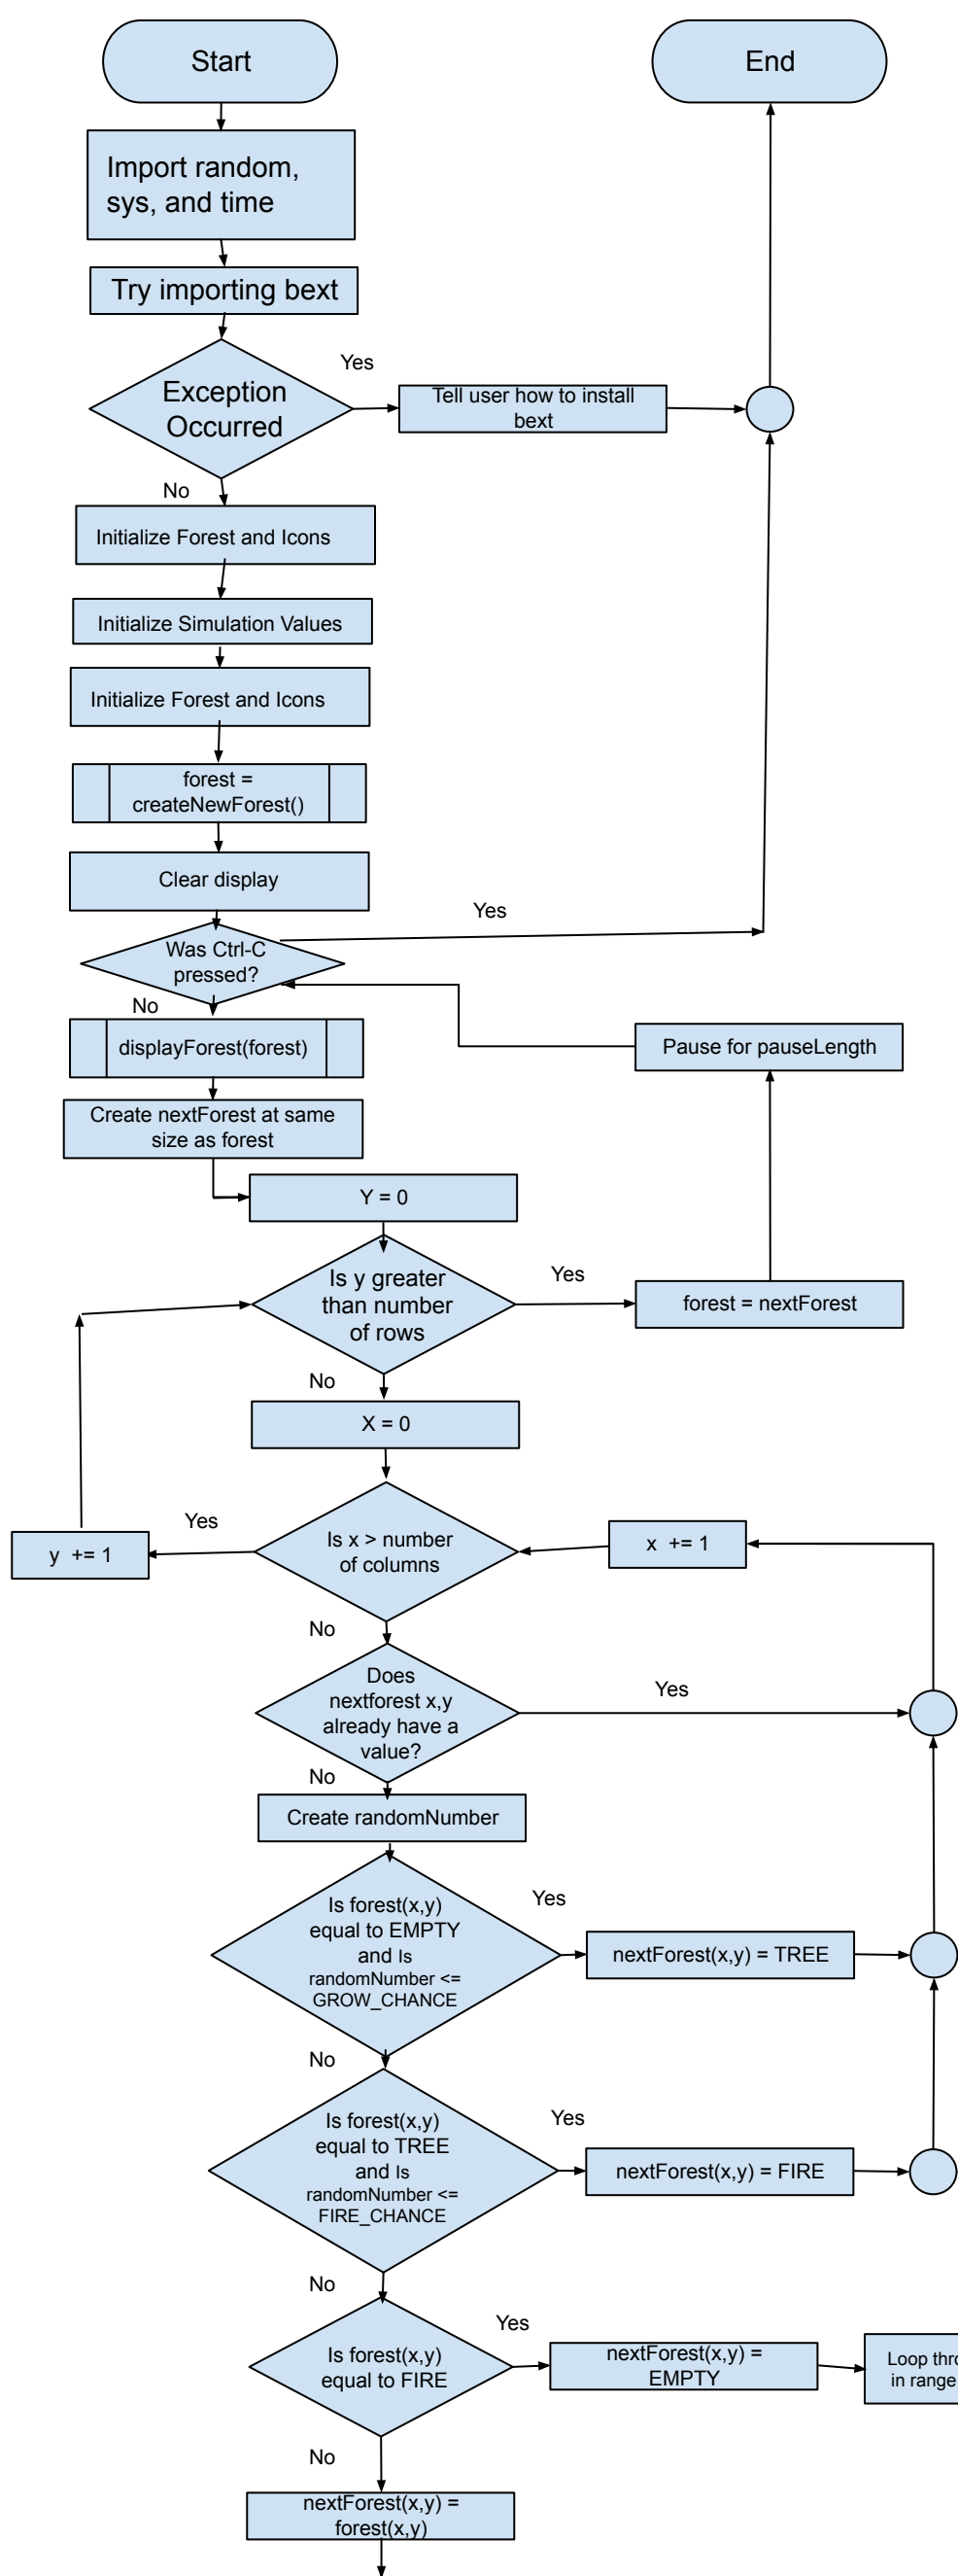 Start
End
Import random,
sys, and time
Try importing bext
Yes
Exception
Occurred
Tell user how to install
bext
No
Initialize Forest and Icons
Initialize Simulation Values
Initialize Forest and Icons
forest =
createNewForest()
Clear display
Yes
Was Ctrl-C
pressed?
No
displayForest(forest)
Pause for pauseLength
Create nextForest at same
size as forest
Y = 0
Is y greater
than number
of rows
Yes
forest = nextForest
No
X = 0
Yes
Is x > number
of columns
x += 1
y += 1
No
Does
nextforest x,y
already have a
value?
Yes
No
Create randomNumber
Is forest(x,y)
equal to EMPTY
and Is
randomNumber <=
GROW_CHANCE
Yes
nextForest(x,y) = TREE
No
Is forest(x,y)
equal to TREE
and Is
randomNumber <=
FIRE_CHANCE
Yes
nextForest(x,y) = FIRE
No
Is forest(x,y)
equal to FIRE
Yes
nextForest(x,y) =
EMPTY
Loop
in range
No
nextForest(x,y) =
forest(x,y)